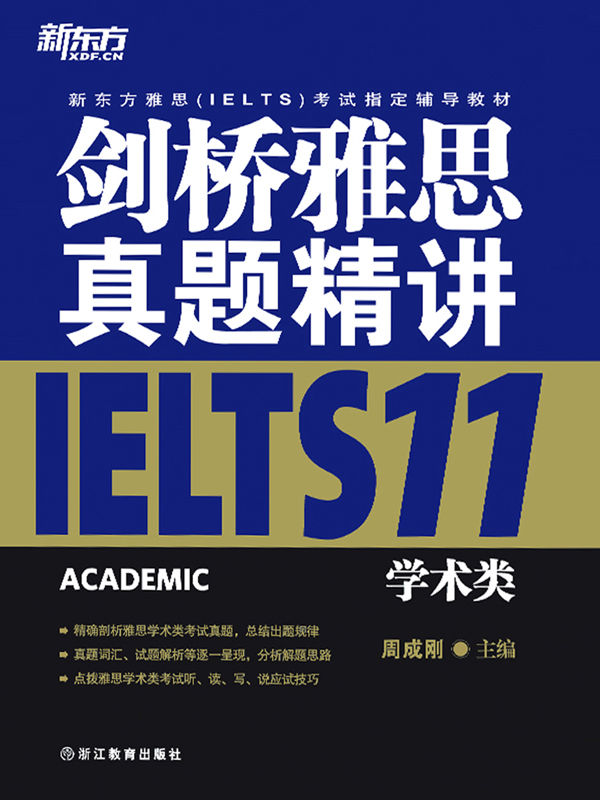 新东方
XDF.CN
新东方雅思(IELTS)考试指定辅导教材
剑桥雅思
真题精讲
IELTS 11
ACADEMIC
学术类
精确剖析雅思学术类考试真题，总结出题规律
真题词汇、试题解析等逐一呈现，分析解题思路
点拨雅思学术类考试听、读、写、说应试技巧
周成刚 主编
浙江教育出版社